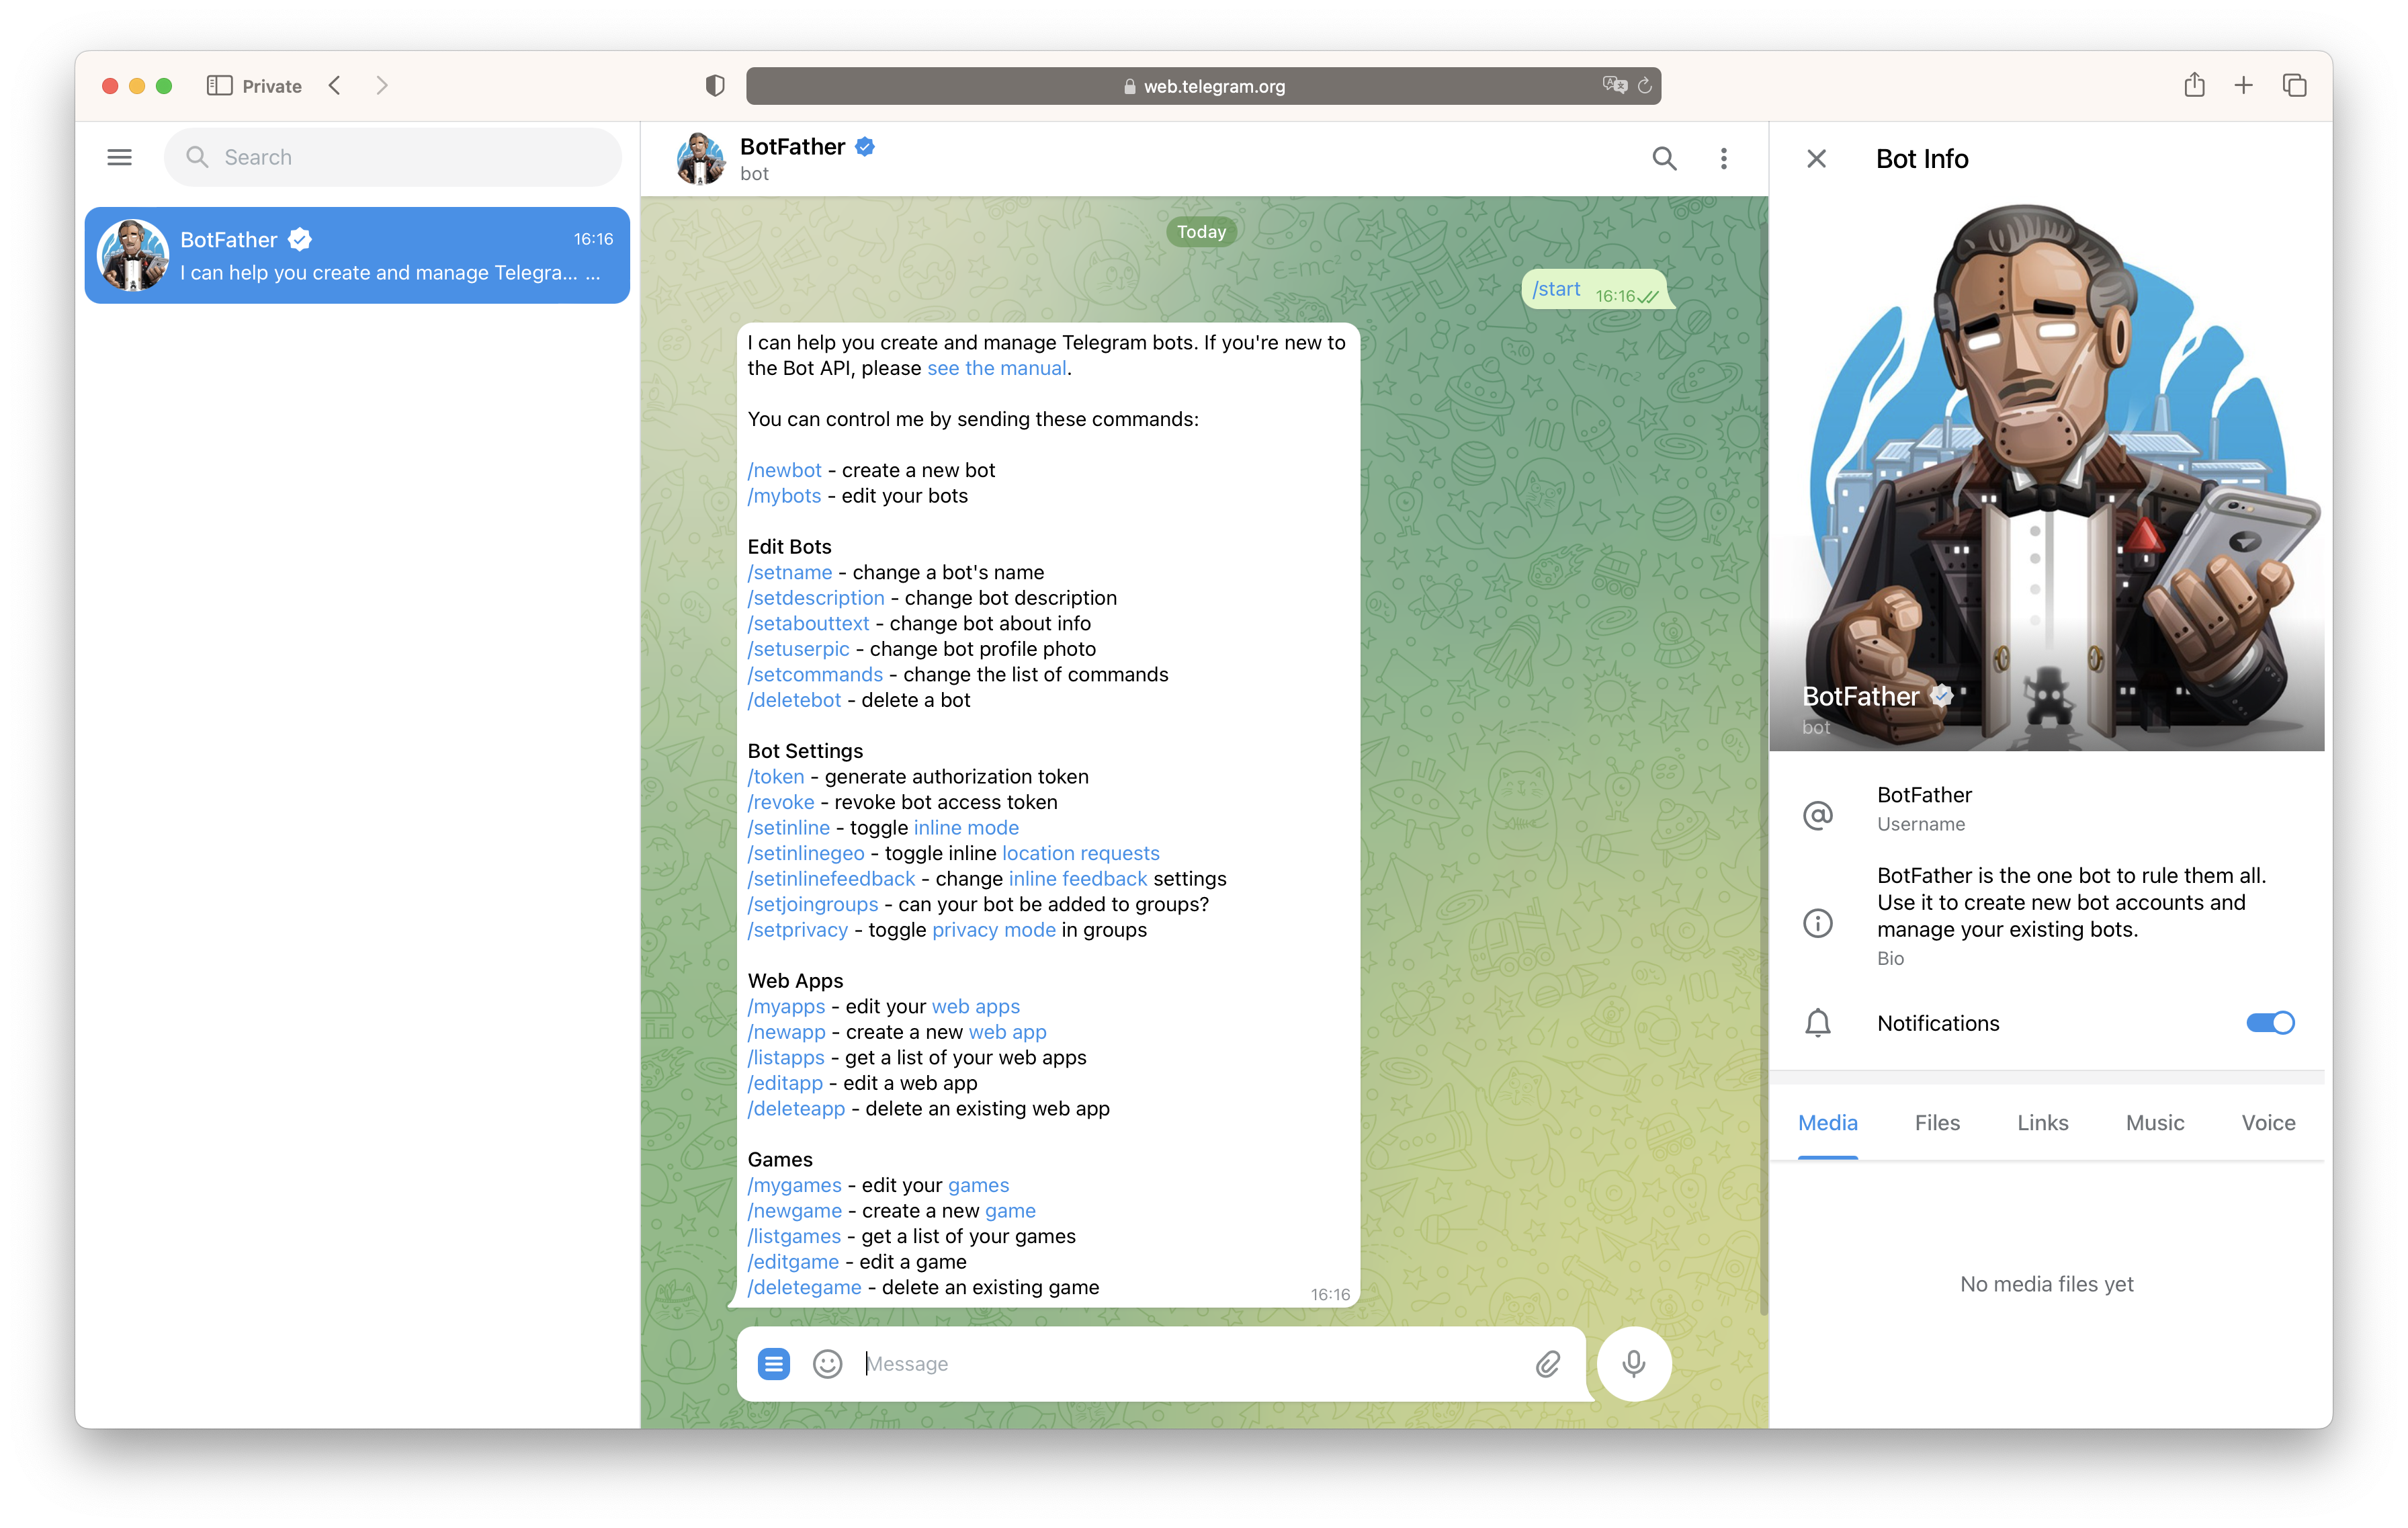 Private
web.telegram.org
Search
BotFather
16:16
I can help you create and manage Telegra... ...
BotFather
bot
Today
/start 16:16
I can help you create and manage Telegram bots. If you're new to
the Bot API, please see the manual.
You can control me by sending these commands:
/newbot - create a new bot
/mybots - edit your bots
Edit Bots
/setname - change a bot's name
/setdescription - change bot description
/setabouttext - change bot about info
/setuserpic - change bot profile photo
/setcommands - change the list of commands
/deletebot - delete a bot
Bot Settings
/token - generate authorization token
/revoke - revoke bot access token
/setinline - toggle inline mode
/setinlinegeo - toggle inline location requests
/setinlinefeedback - change inline feedback settings
/setjoingroups - can your bot be added to groups?
/setprivacy - toggle privacy mode in groups
Web Apps
/myapps - edit your web apps
/newapp - create a new web app
/listapps - get a list of your web apps
/editapp - edit a web app
/deleteapp - delete an existing web app
Games
/mygames - edit your games
/newgame - create a new game
/listgames - get a list of your games
/editgame - edit a game
/deletegame - delete an existing game
16:16
Message
Bot Info
BotFather
bot
BotFather
Username
BotFather is the one bot to rule them all.
Use it to create new bot accounts and
manage your existing bots.
Bio
Notifications
Media Files Links Music Voice
No media files yet
E=mc²
E=mc²